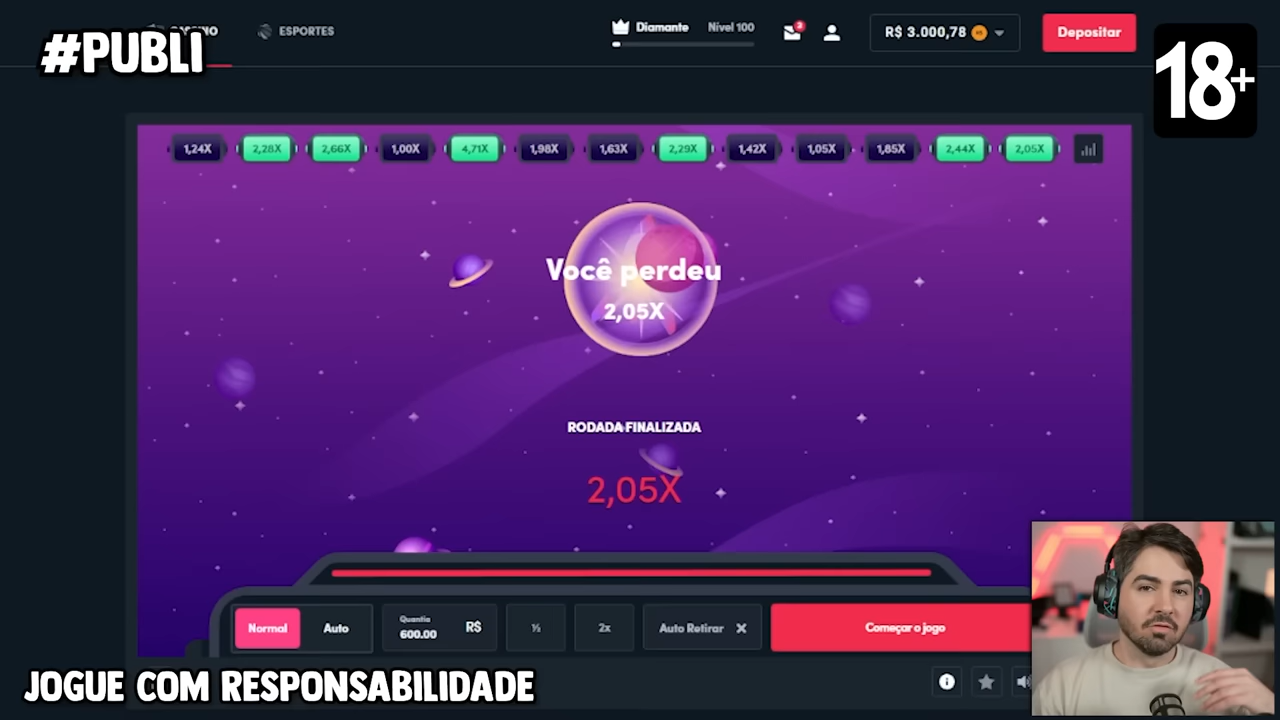 #PUBLI
ESPORTES
Diamante
Nível 100
3
R$ 3.000,78
Depositar
18+
1,24X
2,28X
2,66X
1,00X
4,71X
1,98X
1,63X
2,29X
1,42X
1,05X
1,85X
2,44X
2,05X
Você perdeu
2,05X
RODADA FINALIZADA
2,05X
Normal
Auto
Quantia
600.00
R$
½
2x
Auto Retirar
Começar o jogo
JOGUE COM RESPONSABILIDADE